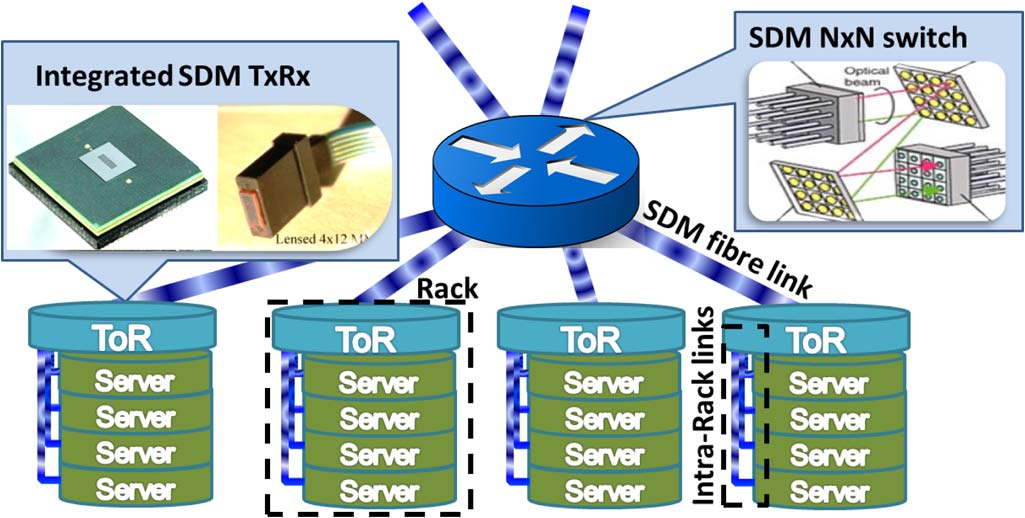 SDM NxN switch
Integrated SDM TxRx
Optical
beam
Lensed 4x12 M
SDM fibre link
Rack
Intra-Rack links
ToR
Server
Server
Server
Server
ToR
Server
Server
Server
Server
ToR
Server
Server
Server
Server
ToR
Server
Server
Server
Server